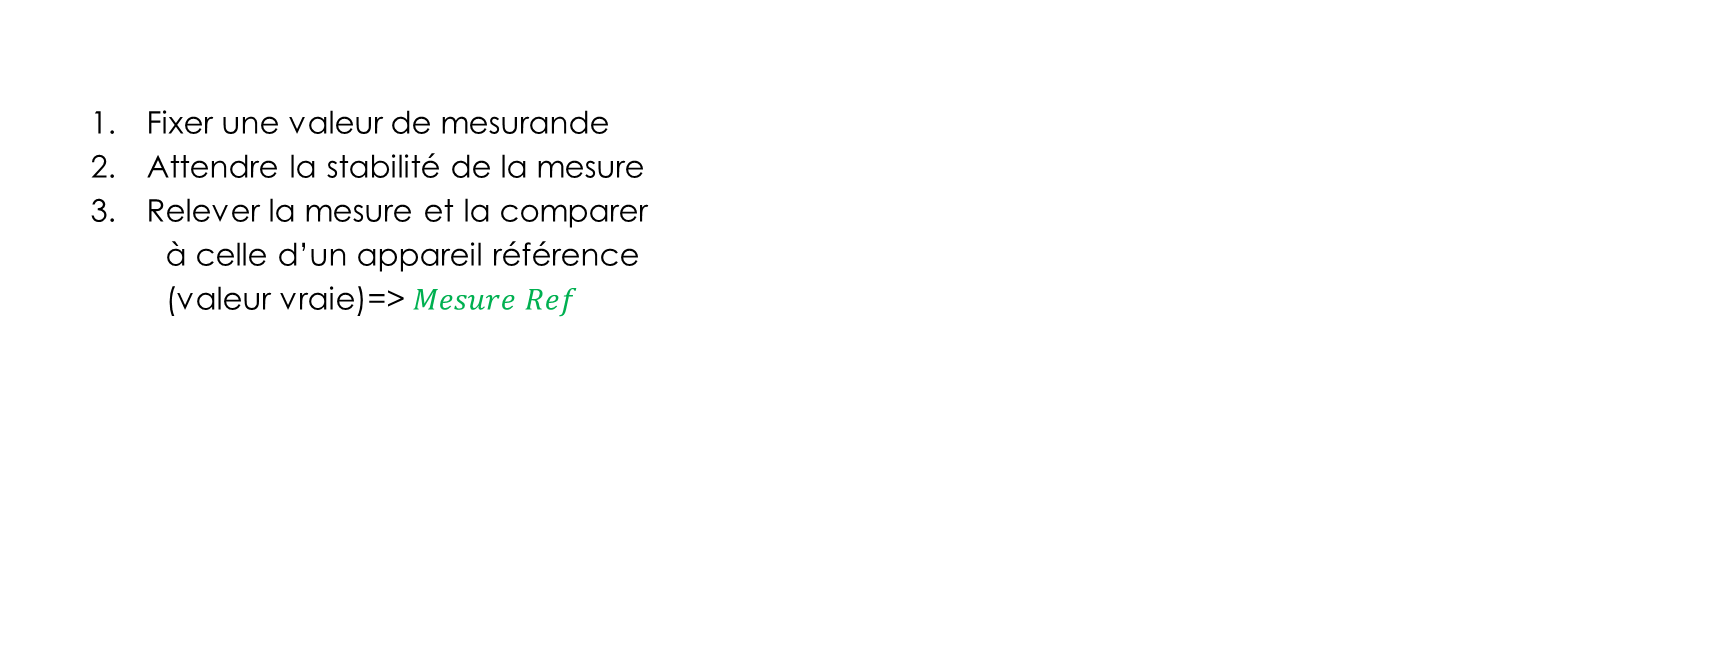 1. Fixer une valeur de mesurande
2. Attendre la stabilité de la mesure
3. Relever la mesure et la comparer
à celle d’un appareil référence
(valeur vraie)=> Mesure Ref